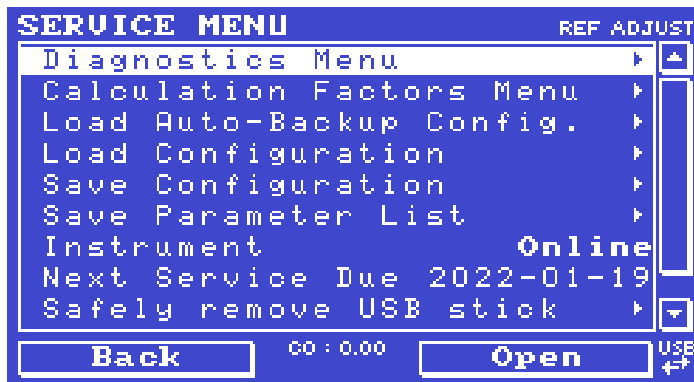 SERVICE MENU REF ADJUST
Diagnostics Menu
Calculation Factors Menu
Load Auto-Backup Config.
Load Configuration
Save Configuration
Save Parameter List
Instrument Online
Next Service Due 2022-01-19
Safely remove USB stick
Back CO:0.00 Open USB